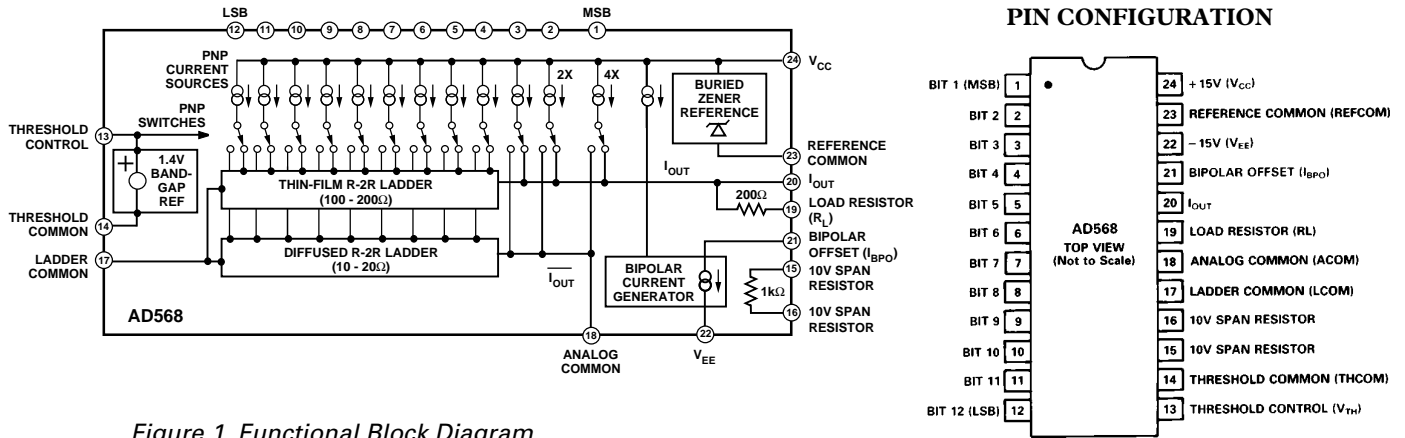 LSB
MSB
12 11 10 9 8 7 6 5 4 3 2 1
PNP
CURRENT
SOURCES
2X
4X
24
VCC
BURIED
ZENER
REFERENCE
PNP
SWITCHES
THRESHOLD
CONTROL
13
1.4V
BAND-
GAP
REF
THRESHOLD
COMMON
14
LADDER
COMMON
17
THIN-FILM R-2R LADDER
(100 - 200Ω)
DIFFUSED R-2R LADDER
(10 - 20Ω)
IOUT
IOUT
23
REFERENCE
COMMON
20
IOUT
200Ω
19
LOAD RESISTOR
(RL)
21
BIPOLAR
OFFSET (IBPO)
15
10V SPAN
RESISTOR
1kΩ
16
10V SPAN
RESISTOR
BIPOLAR
CURRENT
GENERATOR
AD568
18
ANALOG
COMMON
22
VEE
Figure 1. Functional Block Diagram
PIN CONFIGURATION
BIT 1 (MSB) 1
BIT 2 2
BIT 3 3
BIT 4 4
BIT 5 5
BIT 6 6
BIT 7 7
BIT 8 8
BIT 9 9
BIT 10 10
BIT 11 11
BIT 12 (LSB) 12
AD568
TOP VIEW
(Not to Scale)
24 +15V (VCC)
23 REFERENCE COMMON (REFCOM)
22 −15V (VEE)
21 BIPOLAR OFFSET (IBPO)
20 IOUT
19 LOAD RESISTOR (RL)
18 ANALOG COMMON (ACOM)
17 LADDER COMMON (LCOM)
16 10V SPAN RESISTOR
15 10V SPAN RESISTOR
14 THRESHOLD COMMON (THCOM)
13 THRESHOLD CONTROL (VTH)